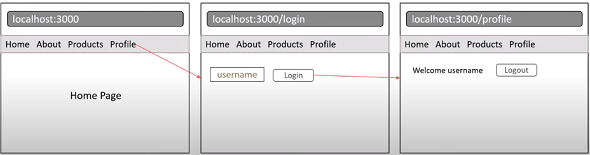 localhost:3000
Home About Products Profile
Home Page
localhost:3000/login
Home About Products Profile
username Login
localhost:3000/profile
Home About Products Profile
Welcome username Logout